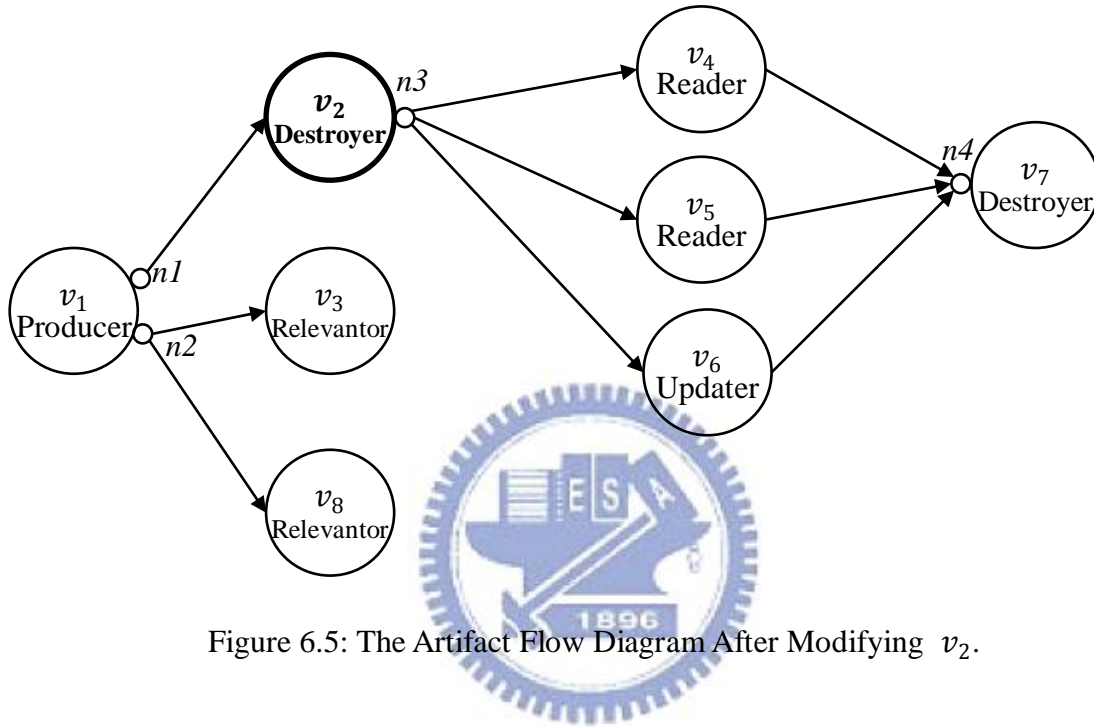 v₂
Destroyer
n3
v₄
Reader
n4
v₇
Destroyer
v₅
Reader
n1
v₁
Producer
n2
v₃
Relevantor
v₆
Updater
v₈
Relevantor
E S A
1896
Figure 6.5: The Artifact Flow Diagram After Modifying v₂.